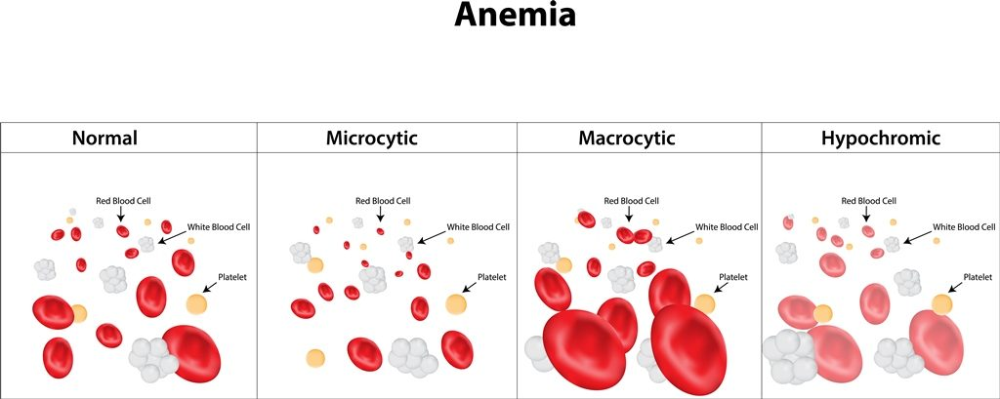 Anemia
Normal
Microcytic
Macrocytic
Hypochromic
Red Blood Cell
White Blood Cell
Platelet
Red Blood Cell
White Blood Cell
Platelet
Red Blood Cell
White Blood Cell
Platelet
Red Blood Cell
White Blood Cell
Platelet